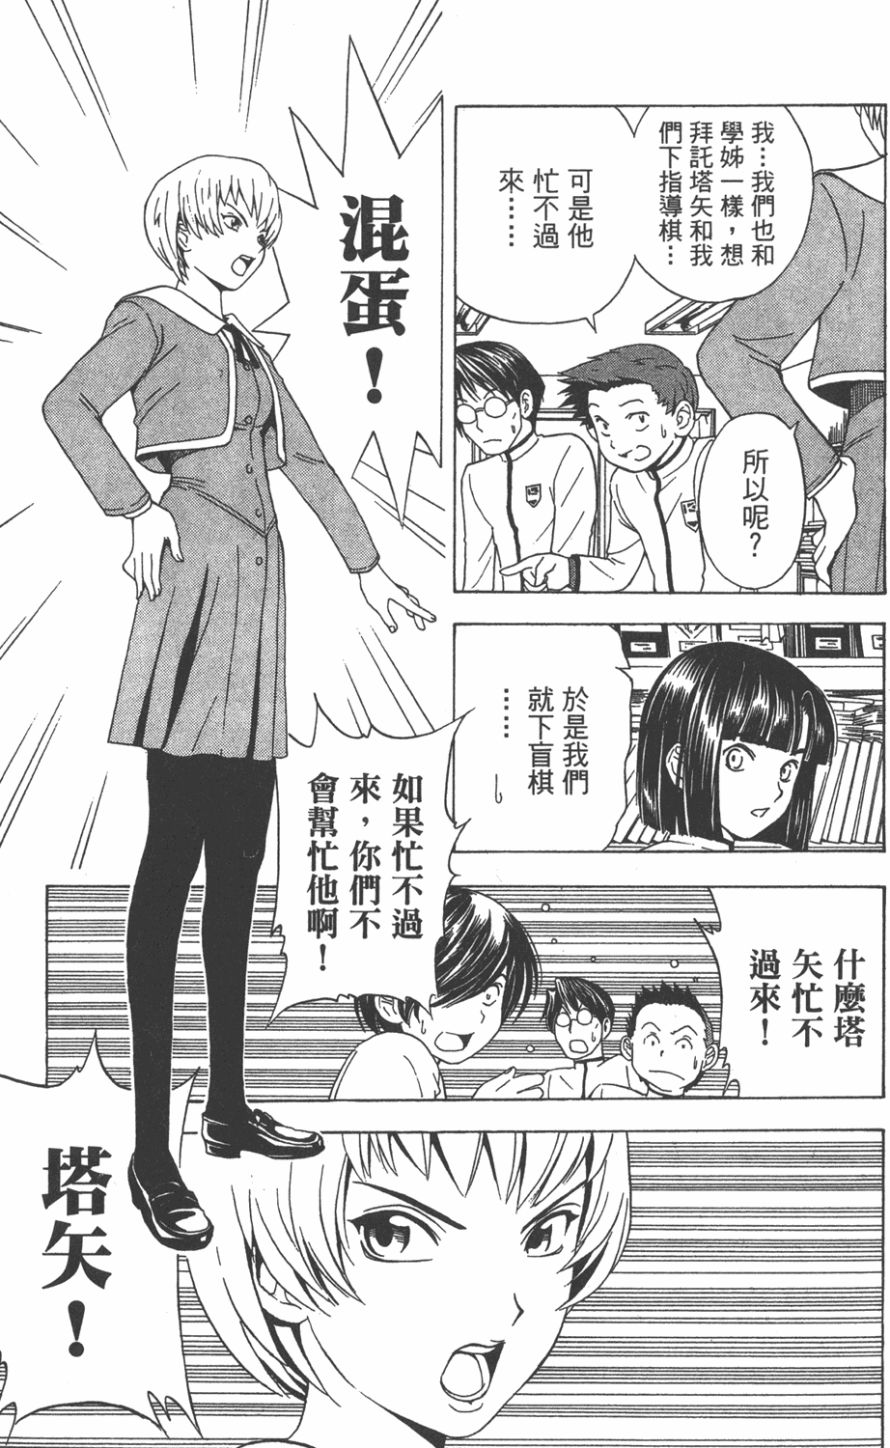 我…我們也和
學姊一樣，想
拜託塔矢和我
們下指導棋…
可是他
忙不過
來……
所以呢？
於是我們
就下盲棋
……
混蛋！
什麼塔
矢忙不
過來！
如果忙不過
來，你們不
會幫忙他啊！
塔矢！